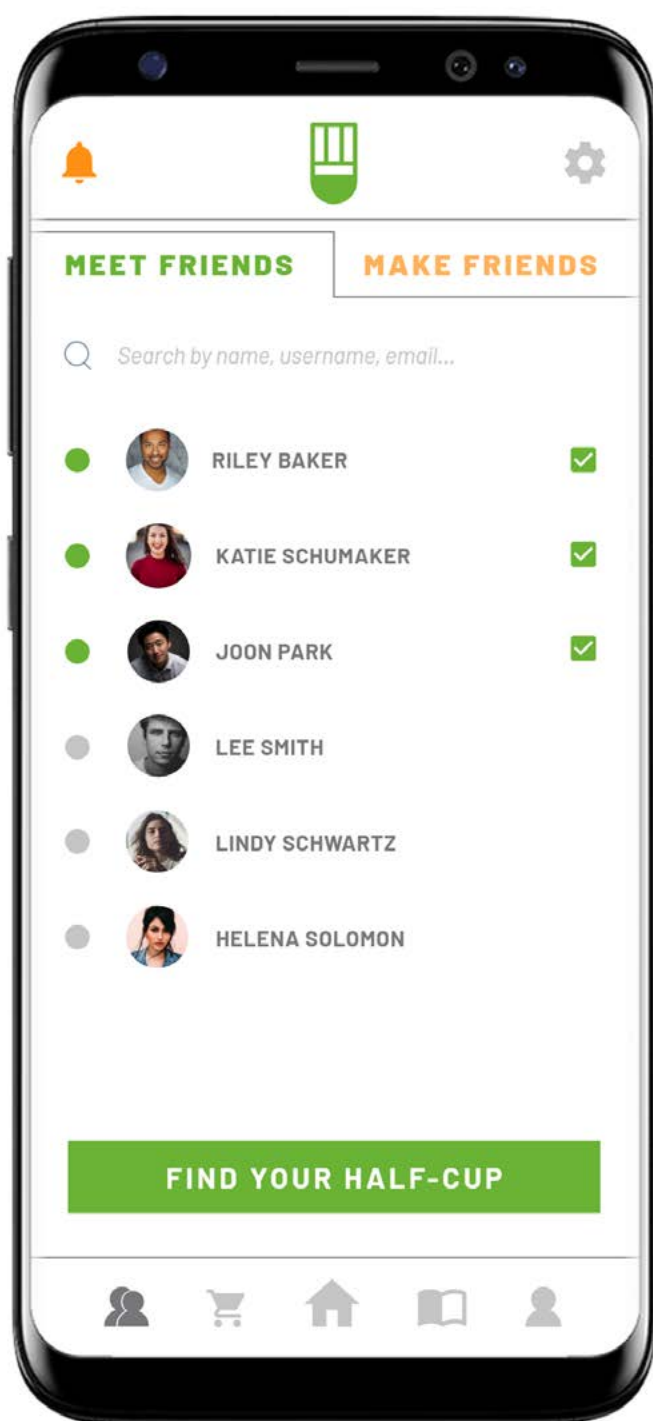 MEET FRIENDS
MAKE FRIENDS
Search by name, username, email...
RILEY BAKER
KATIE SCHUMAKER
JOON PARK
LEE SMITH
LINDY SCHWARTZ
HELENA SOLOMON
FIND YOUR HALF-CUP